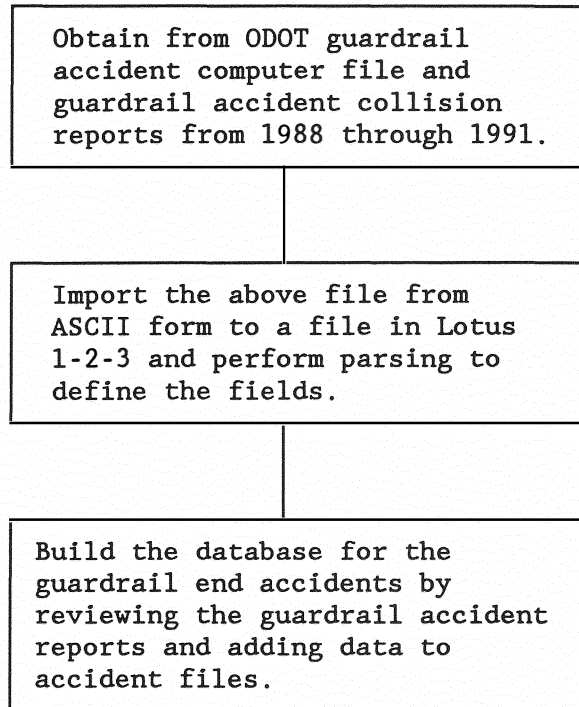 Obtain from ODOT guardrail
accident computer file and
guardrail accident collision
reports from 1988 through 1991.
Import the above file from
ASCII form to a file in Lotus
1-2-3 and perform parsing to
define the fields.
Build the database for the
guardrail end accidents by
reviewing the guardrail accident
reports and adding data to
accident files.